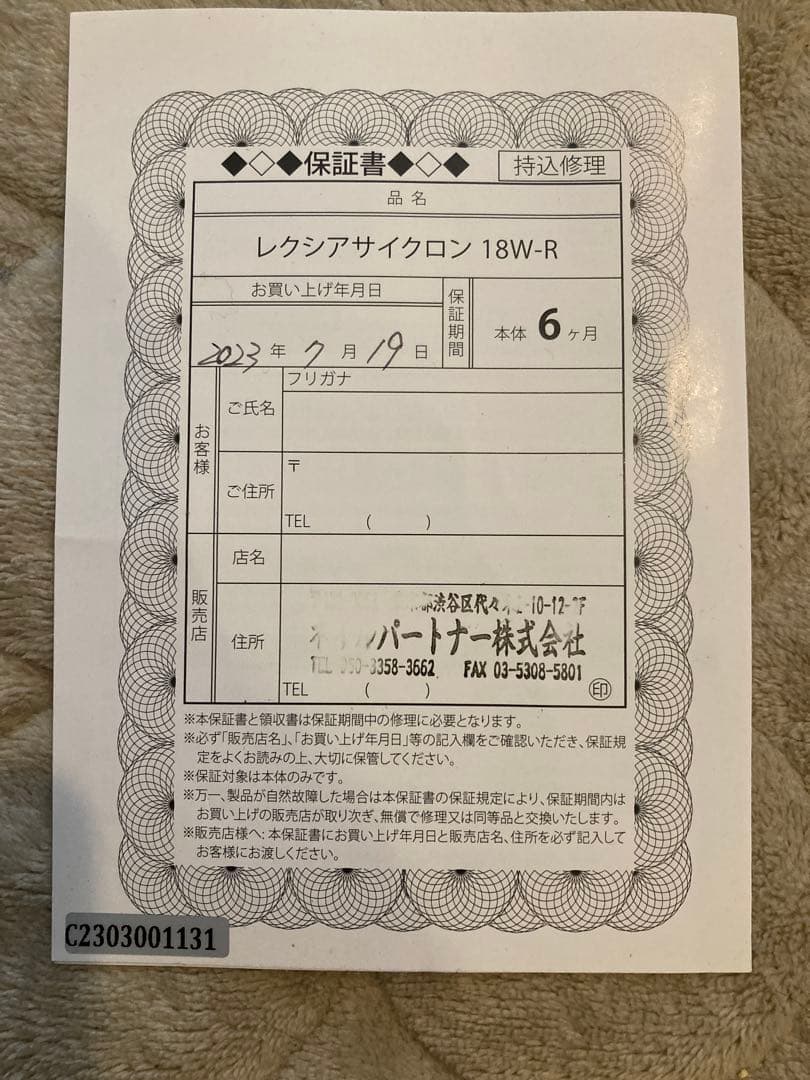 ◆◇◆保証書◆◇◆
持込修理
品名
レクシアサイクロン 18W-R
お買い上げ年月日
2023 年 7 月 19 日
保証期間
本体 6 ヶ月
お客様
フリガナ
ご氏名
ご住所
〒
TEL ( )
販売店
店名
住所
渋谷区代々 -10-12-
パートナー株式会社
TEL 3358-3662 FAX 03-5308-5801
TEL ( )
印
※本保証書と領収書は保証期間中の修理に必要となります。
※必ず「販売店名」、「お買い上げ年月日」等の記入欄をご確認いただき、保証規
定をよくお読みの上、大切に保管してください。
※保証対象は本体のみです。
※万一、製品が自然故障した場合は本保証書の保証規定により、保証期間内は
お買い上げの販売店が取り次ぎ、無償で修理又は同等品と交換いたします。
※販売店様へ: 本保証書にお買い上げ年月日と販売店名、住所を必ず記入して
お客様にお渡しください。
C2303001131